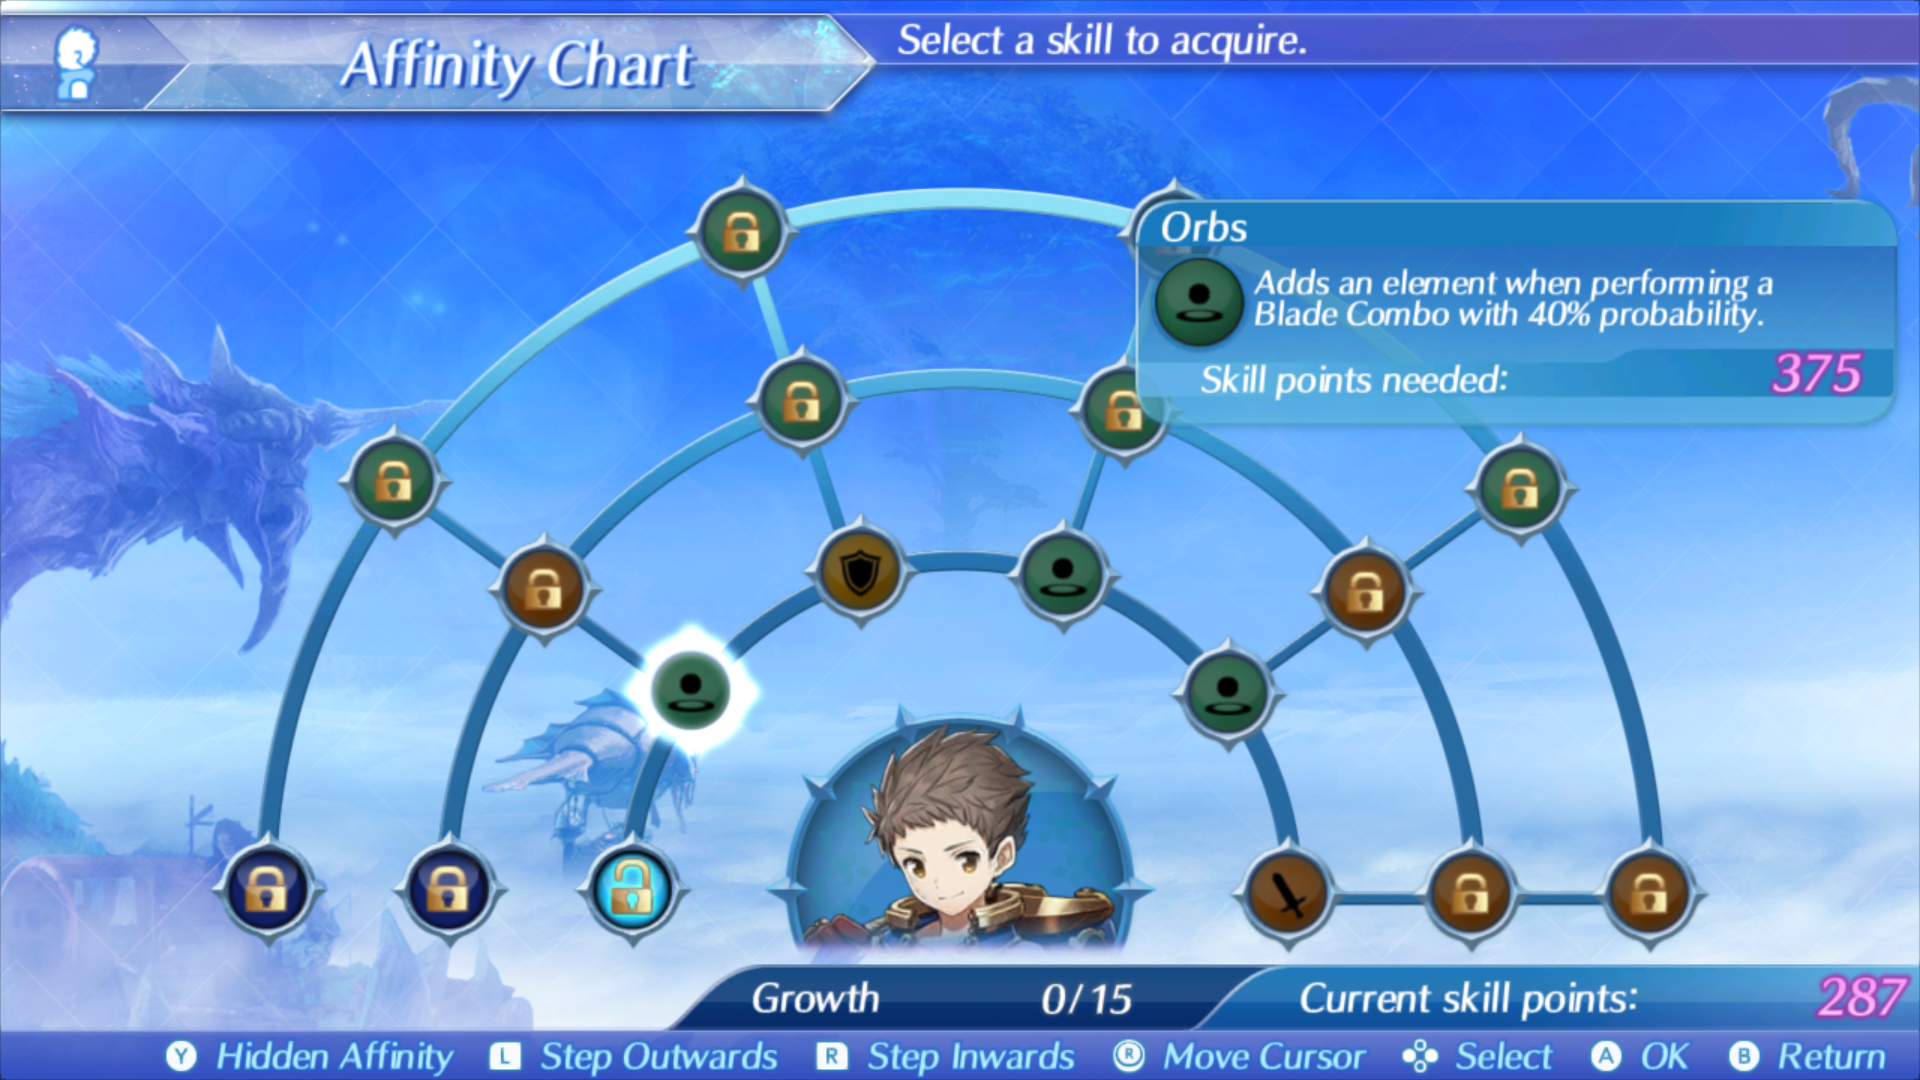 Affinity Chart
Select a skill to acquire.
Orbs
Adds an element when performing a
Blade Combo with 40% probability.
Skill points needed: 375
Growth 0/15
Current skill points: 287
Y Hidden Affinity L Step Outwards R Step Inwards R Move Cursor Select A OK B Return